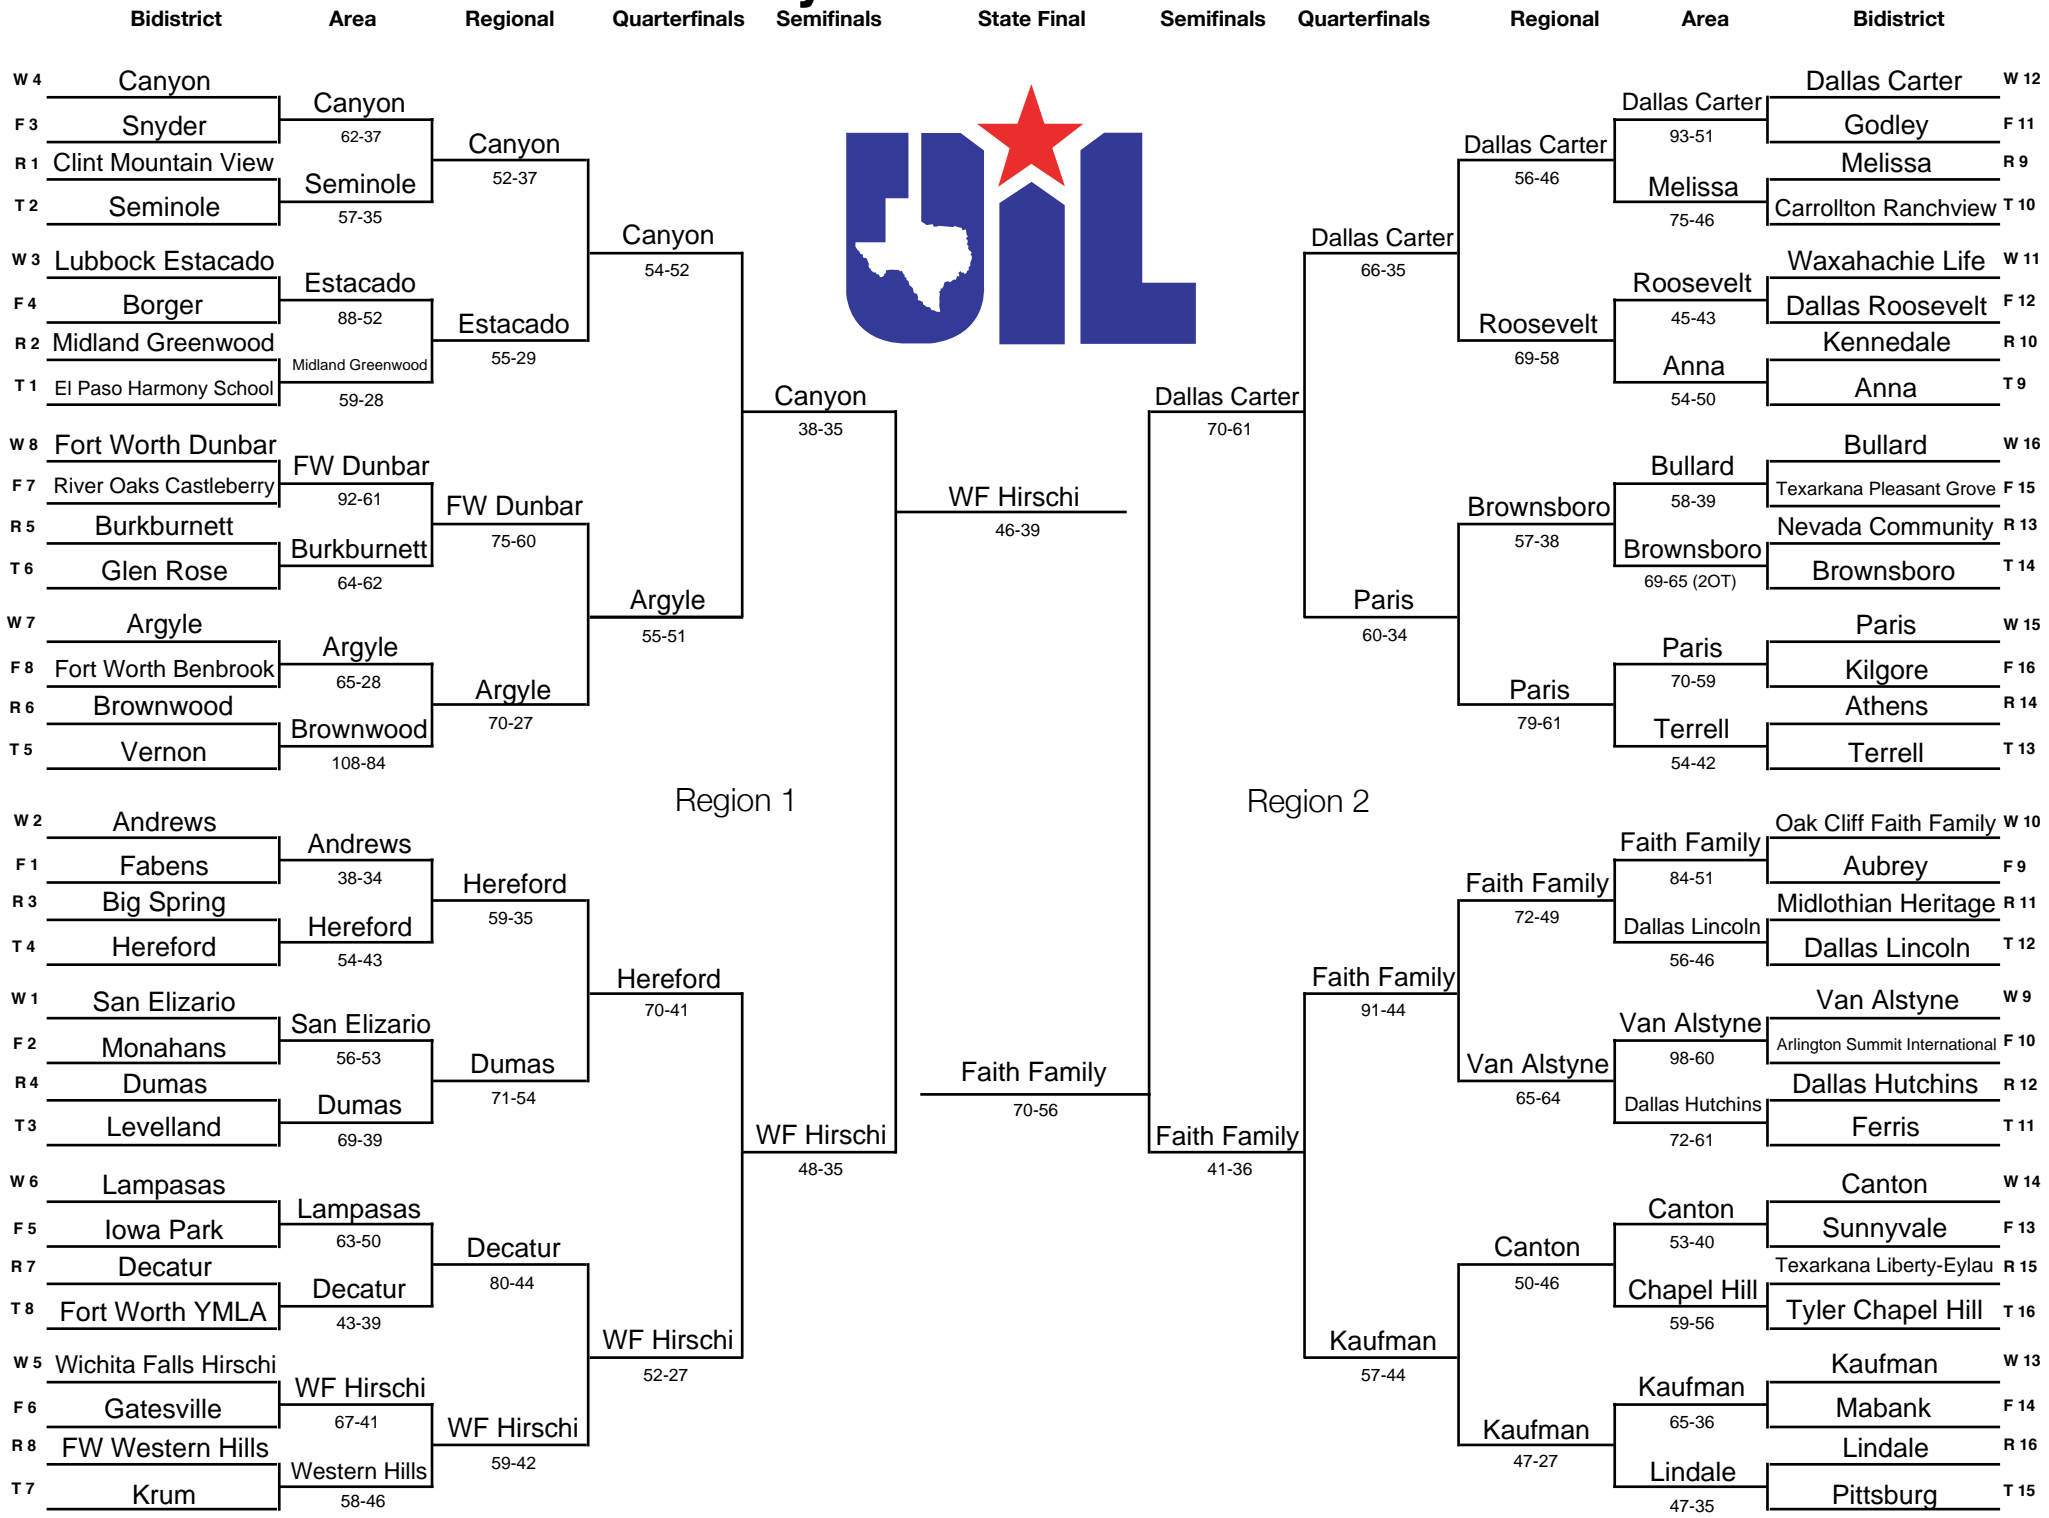 Bidistrict Area Regional Quarterfinals Semifinals State Final Semifinals Quarterfinals Regional Area Bidistrict
W 4 Canyon
Canyon
62-37
F 3 Snyder
Canyon
52-37
R 1 Clint Mountain View
Seminole
57-35
T 2 Seminole
Canyon
54-52
W 3 Lubbock Estacado
Estacado
88-52
F 4 Borger
Estacado
55-29
R 2 Midland Greenwood
Midland Greenwood
59-28
T 1 El Paso Harmony School
Canyon
38-35
W 8 Fort Worth Dunbar
FW Dunbar
92-61
F 7 River Oaks Castleberry
FW Dunbar
75-60
R 5 Burkburnett
Burkburnett
64-62
T 6 Glen Rose
Argyle
55-51
W 7 Argyle
Argyle
65-28
F 8 Fort Worth Benbrook
Argyle
70-27
R 6 Brownwood
Brownwood
108-84
T 5 Vernon
Region 1
W 2 Andrews
Andrews
38-34
F 1 Fabens
Hereford
59-35
R 3 Big Spring
Hereford
54-43
T 4 Hereford
Hereford
70-41
W 1 San Elizario
San Elizario
56-53
F 2 Monahans
Dumas
71-54
R 4 Dumas
Dumas
69-39
T 3 Levelland
WF Hirschi
48-35
W 6 Lampasas
Lampasas
63-50
F 5 Iowa Park
Decatur
80-44
R 7 Decatur
Decatur
43-39
T 8 Fort Worth YMLA
WF Hirschi
52-27
W 5 Wichita Falls Hirschi
WF Hirschi
67-41
F 6 Gatesville
WF Hirschi
59-42
R 8 FW Western Hills
Western Hills
58-46
T 7 Krum
UIL
WF Hirschi
46-39
Faith Family
70-56
Dallas Carter W 12
Dallas Carter
93-51
Godley F 11
Dallas Carter
56-46
Melissa R 9
Melissa
75-46
Carrollton Ranchview T 10
Dallas Carter
66-35
Waxahachie Life W 11
Roosevelt
45-43
Dallas Roosevelt F 12
Roosevelt
69-58
Kennedale R 10
Anna
54-50
Anna T 9
Dallas Carter
70-61
Bullard W 16
Bullard
58-39
Texarkana Pleasant Grove F 15
Brownsboro
57-38
Nevada Community R 13
Brownsboro
69-65 (2OT)
Brownsboro T 14
Paris
60-34
Paris W 15
Paris
70-59
Kilgore F 16
Paris
79-61
Athens R 14
Terrell
54-42
Terrell T 13
Region 2
Oak Cliff Faith Family W 10
Faith Family
84-51
Aubrey F 9
Faith Family
72-49
Midlothian Heritage R 11
Dallas Lincoln
56-46
Dallas Lincoln T 12
Faith Family
91-44
Van Alstyne W 9
Van Alstyne
98-60
Arlington Summit International F 10
Van Alstyne
65-64
Dallas Hutchins R 12
Dallas Hutchins
72-61
Ferris T 11
Faith Family
41-36
Canton W 14
Canton
53-40
Sunnyvale F 13
Canton
50-46
Texarkana Liberty-Eylau R 15
Chapel Hill
59-56
Tyler Chapel Hill T 16
Kaufman
57-44
Kaufman W 13
Kaufman
65-36
Mabank F 14
Kaufman
47-27
Lindale R 16
Lindale
47-35
Pittsburg T 15